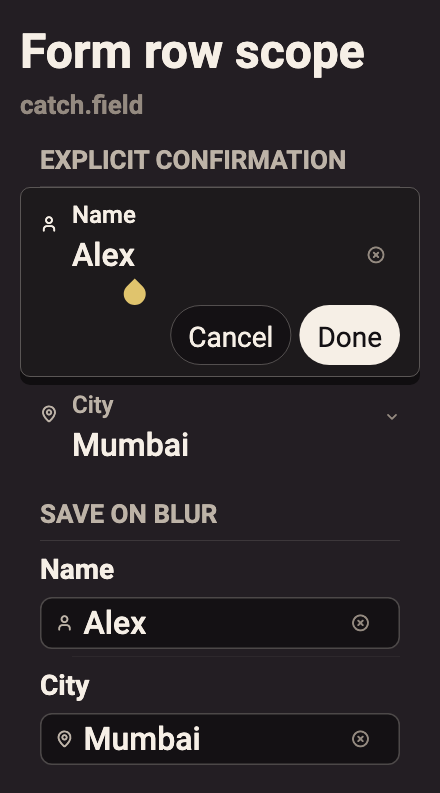 Form row scope
catch.field
EXPLICIT CONFIRMATION
Name
Alex
Cancel
Done
City
Mumbai
SAVE ON BLUR
Name
Alex
City
Mumbai